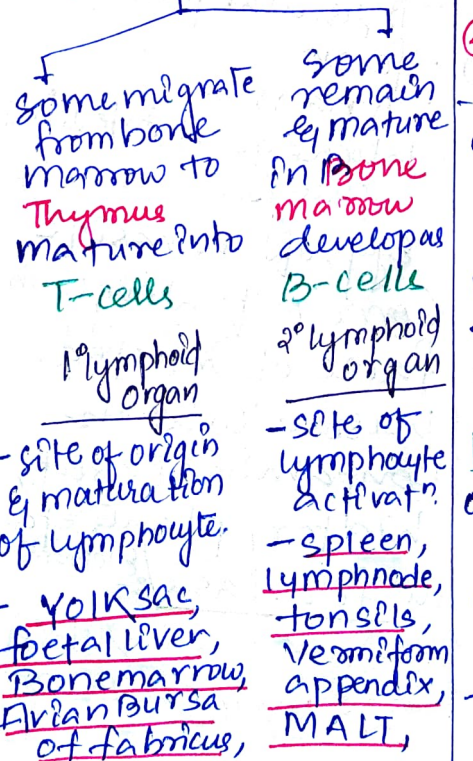 some migrate
from bone
marrow to
Thymus
mature into
T-cells
some
remain
& mature
in Bone
marrow
develop as
B-cells
1° lymphoid
organ
- site of origin
& maturation
of lymphocyte.
- Yolk sac,
foetal liver,
Bonemarrow,
Avian Bursa
of fabricus,
2° lymphoid
organ
- site of
lymphocyte
activatⁿ.
- spleen,
lymphnode,
tonsils,
Vermiform
appendix,
MALT,